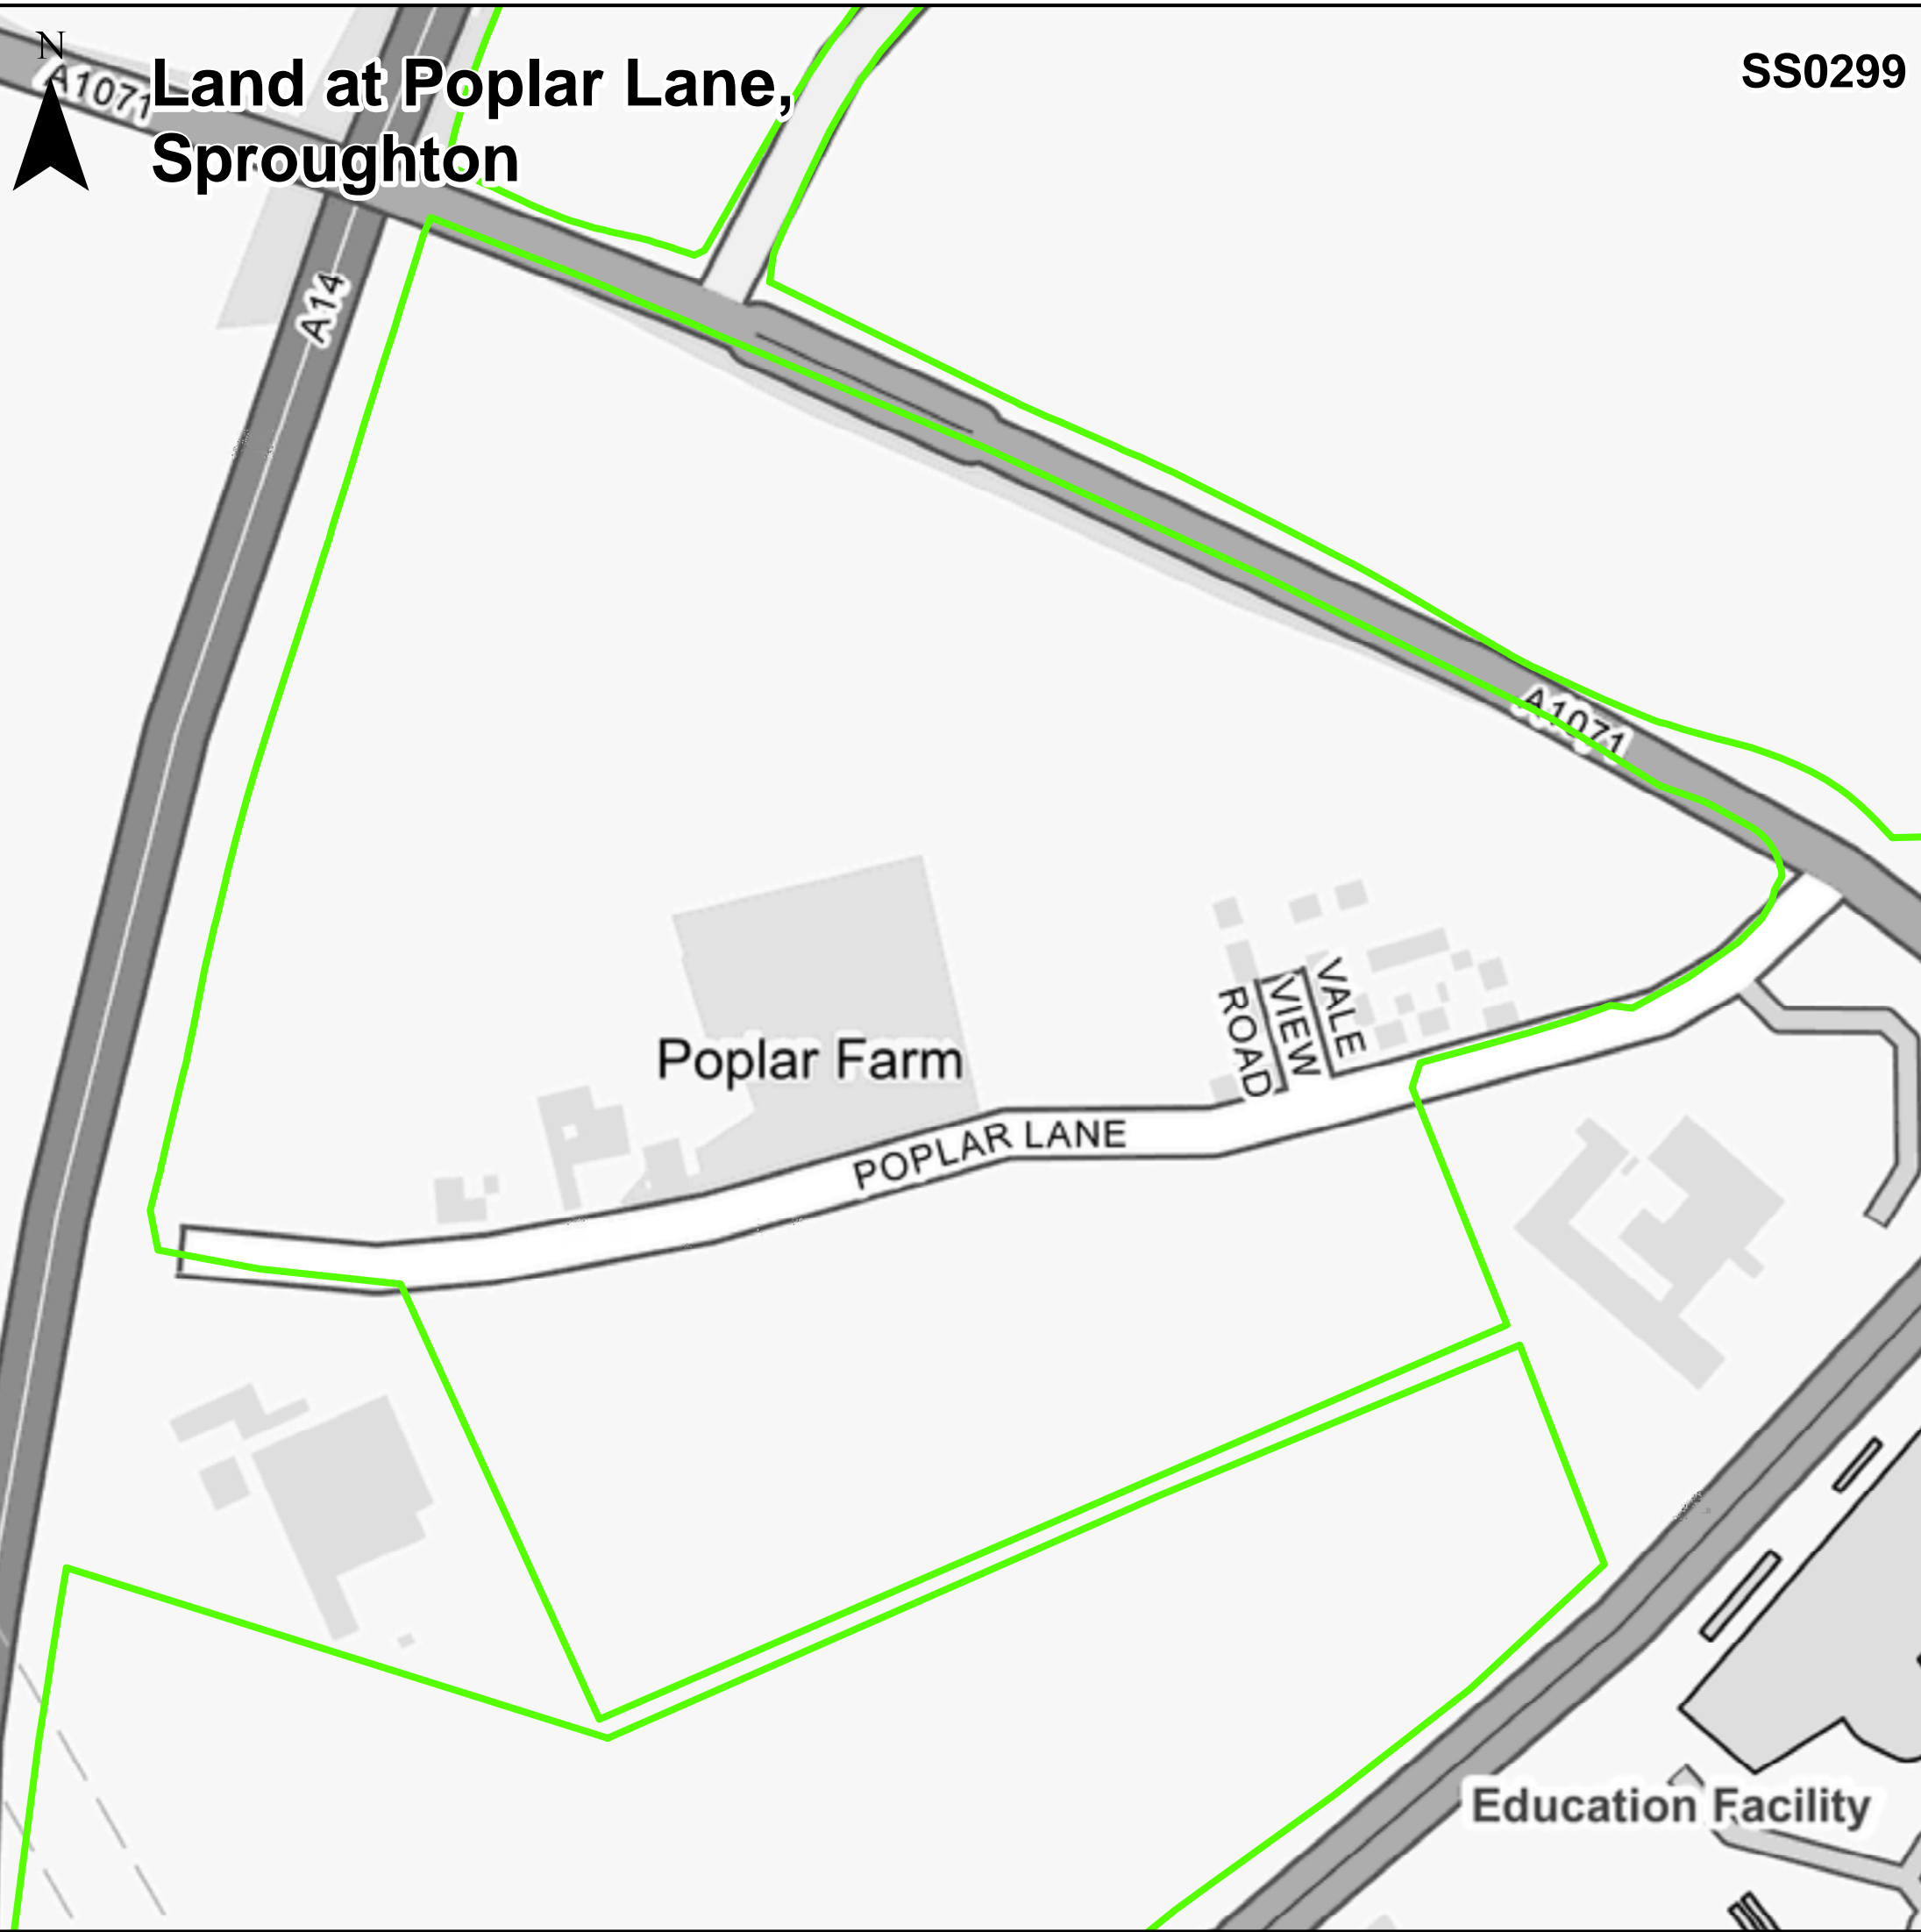 N
Land at Poplar Lane,
Sproughton
SS0299
A1071
A14
A1071
Poplar Farm
VALE
VIEW
ROAD
POPLAR LANE
Education Facility